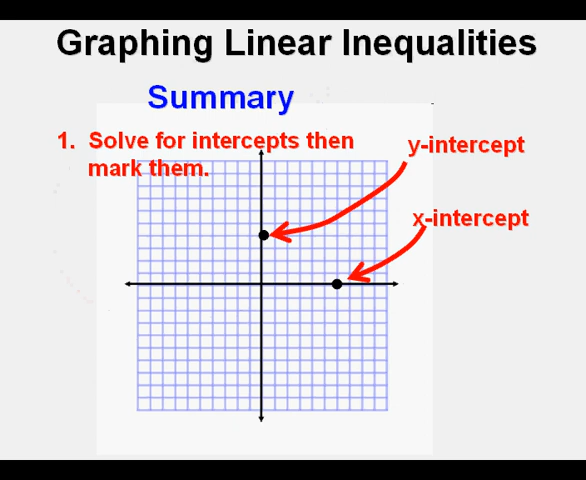 Graphing Linear Inequalities
Summary
1. Solve for intercepts then
mark them.
y-intercept
x-intercept